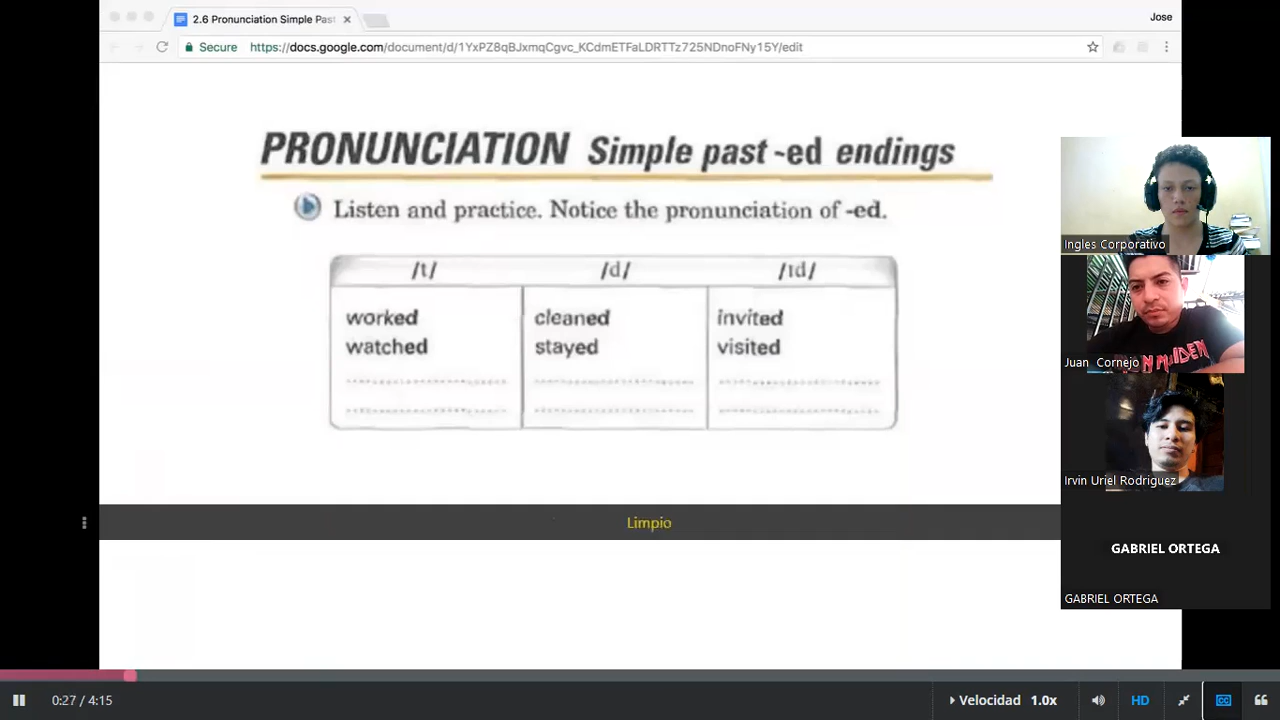 2.6 Pronunciation Simple Past
Jose
Secure
https://docs.google.com/document/d/1YxPZ8qBJxmqCgvc_KCdmETFaLDRTTz725NDnoFNy15Y/edit
PRONUNCIATION Simple past -ed endings
Listen and practice. Notice the pronunciation of -ed.
/t/ /d/ /ɪd/
worked cleaned invited
watched stayed visited
Limpio
Ingles Corporativo
MAIDEN
Juan Cornejo
Irvin Uriel Rodriguez
GABRIEL ORTEGA
GABRIEL ORTEGA
0:27 / 4:15
Velocidad 1.0x
HD
CC